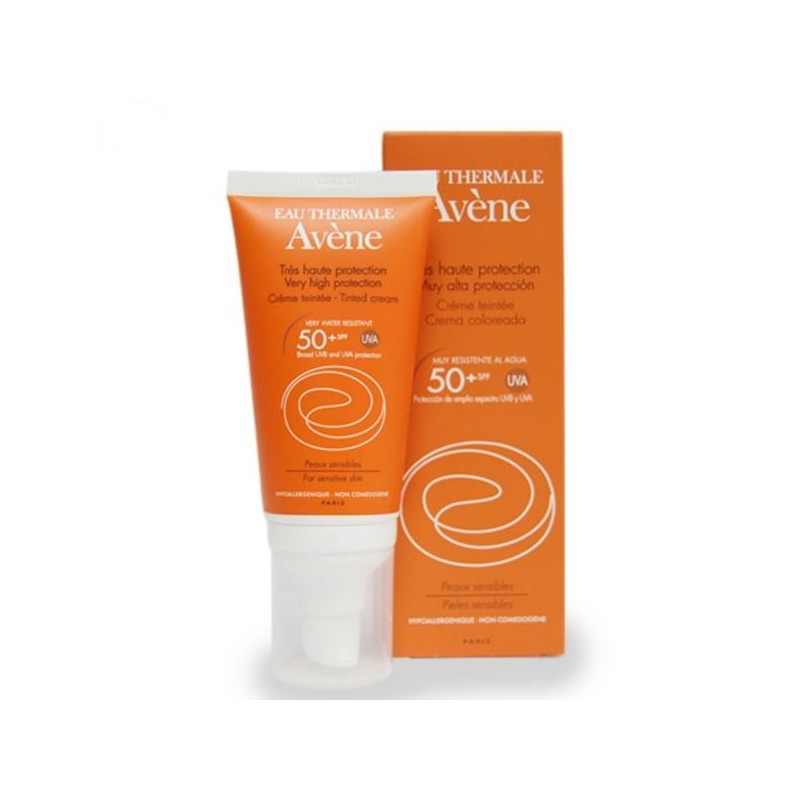 EAU THERMALE
Avène
Très haute protection
Very high protection
Crème teintée - Tinted cream
VERY WATER RESISTANT
50+ SPF UVA
Broad UVB and UVA protection
Peaux sensibles
For sensitive skin
HYPOALLERGENIQUE - NON COMEDOGENE
PARIS
THERMALE
Avène
haute protection
Muy alta protección
Crème teintée
Crema coloreada
MUY RESISTENTE AL AGUA
50+ SPF UVA
Protección de amplio espectro UVB y UVA
Peaux sensibles
Pieles sensibles
HYPOALLERGENIQUE - NON COMEDOGENE
PARIS